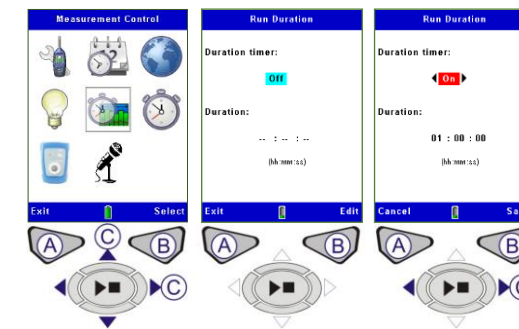 Measurement Control
?
Exit
Select
A
C
B
C
Run Duration
Duration timer:
Off
Duration:
-- : -- : --
(hh:mm:ss)
Exit
Edit
A
B
Run Duration
Duration timer:
On
Duration:
01 : 00 : 00
(hh:mm:ss)
Cancel
Sa
A
B
C